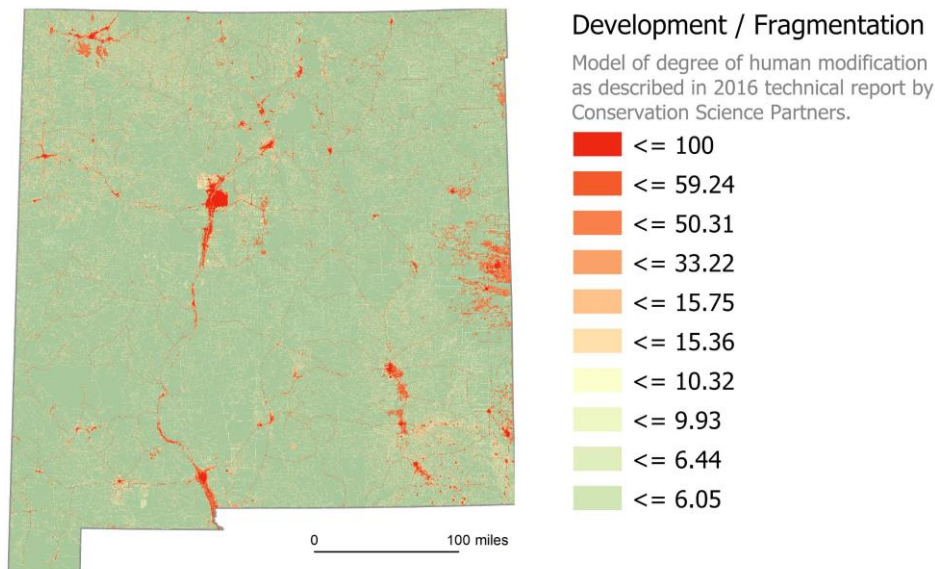 Development / Fragmentation
Model of degree of human modification
as described in 2016 technical report by
Conservation Science Partners.
<= 100
<= 59.24
<= 50.31
<= 33.22
<= 15.75
<= 15.36
<= 10.32
<= 9.93
<= 6.44
<= 6.05
0 100 miles